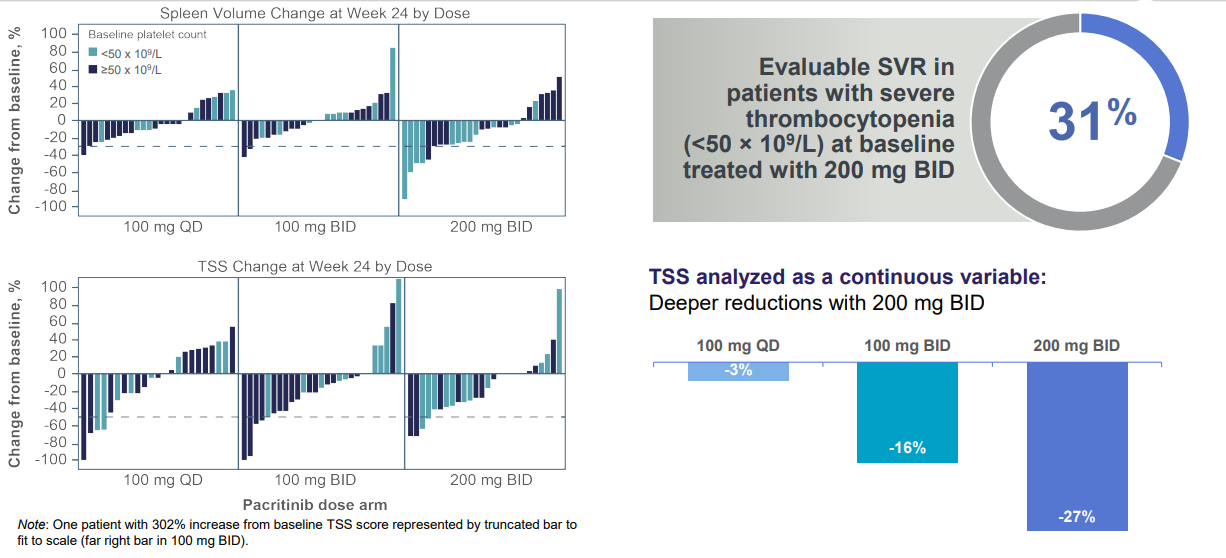 Spleen Volume Change at Week 24 by Dose
Change from baseline, %
100
80
60
40
20
0
-20
-40
-60
-80
-100
Baseline platelet count
<50 x 10⁹/L
≥50 x 10⁹/L
100 mg QD
100 mg BID
200 mg BID
TSS Change at Week 24 by Dose
Change from baseline, %
100
80
60
40
20
0
-20
-40
-60
-80
-100
100 mg QD
100 mg BID
200 mg BID
Pacritinib dose arm
Note: One patient with 302% increase from baseline TSS score represented by truncated bar to
fit to scale (far right bar in 100 mg BID).
Evaluable SVR in
patients with severe
thrombocytopenia
(<50 × 10⁹/L) at baseline
treated with 200 mg BID
31%
TSS analyzed as a continuous variable:
Deeper reductions with 200 mg BID
100 mg QD
100 mg BID
200 mg BID
-3%
-16%
-27%